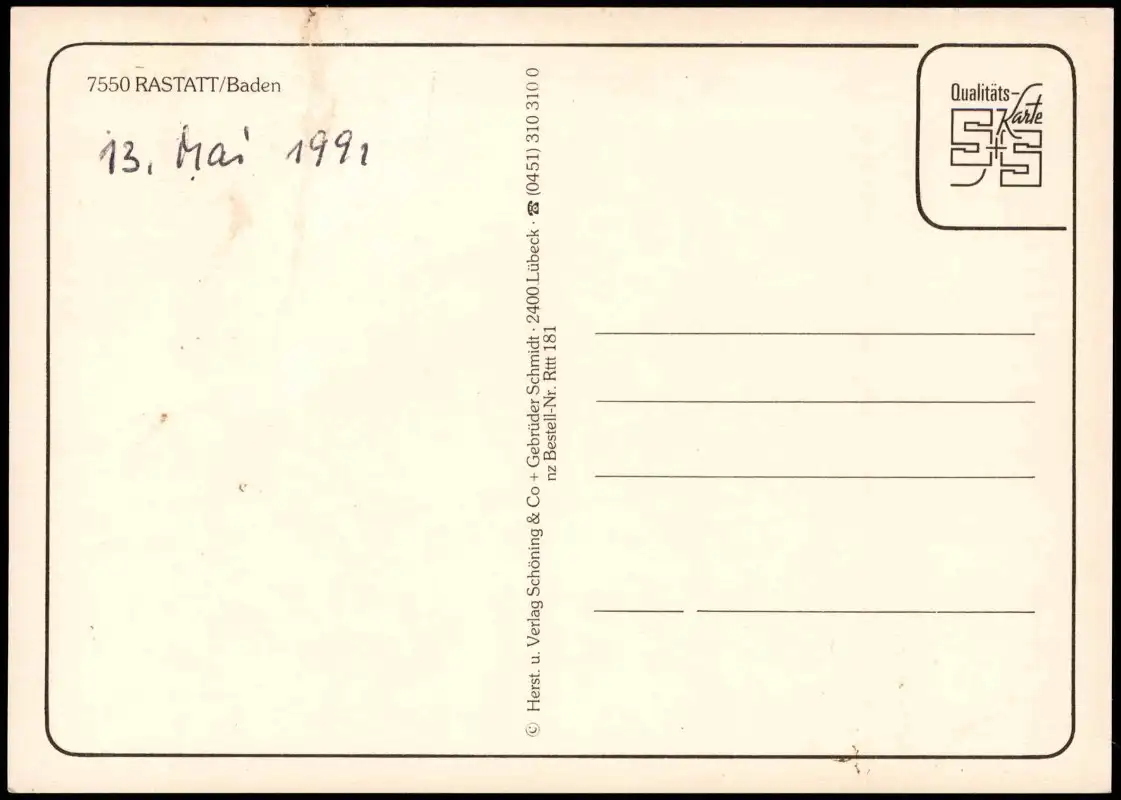 7550 RASTATT/Baden
13. Mai 1991
© Herst. u. Verlag Schöning & Co + Gebrüder Schmidt · 2400 Lübeck · ☎ (0451) 310 310 0
nz Bestell-Nr. Rttt 181
Qualitäts-
Karte
S+S